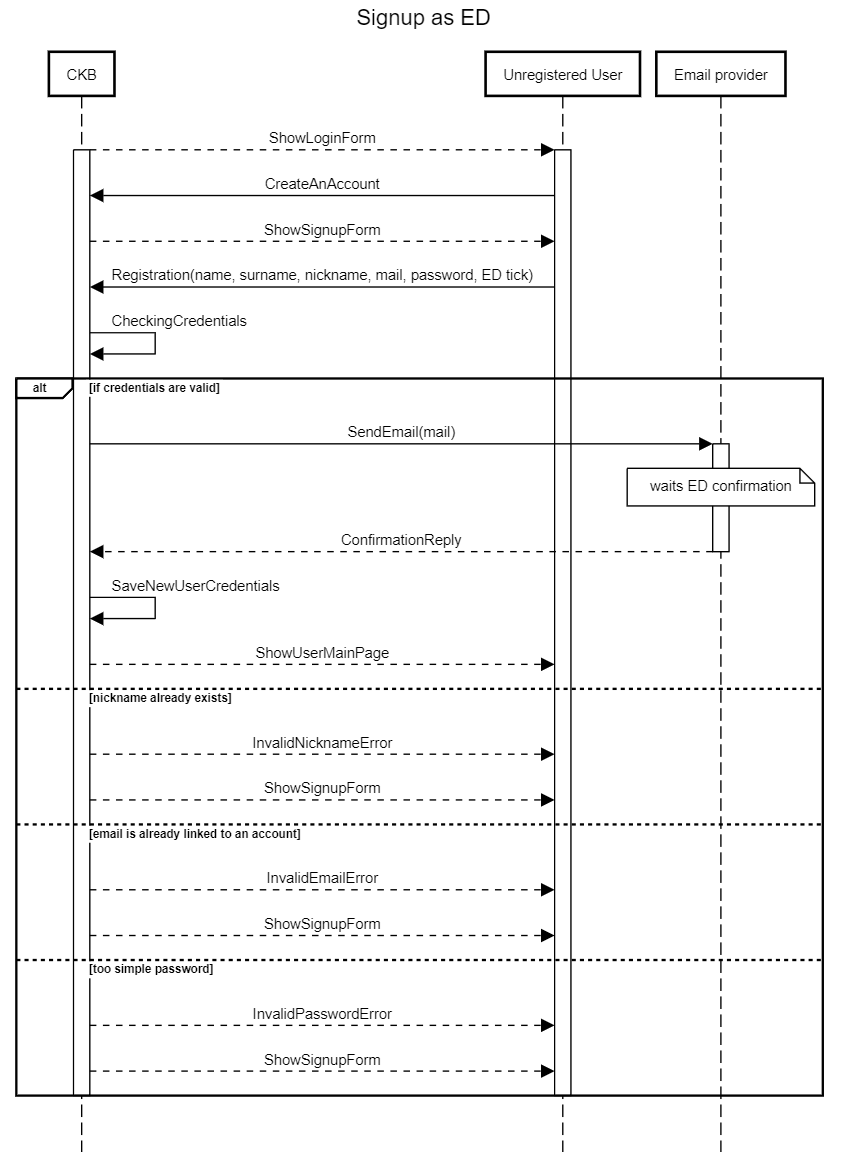 Signup as ED
CKB
Unregistered User
Email provider
ShowLoginForm
CreateAnAccount
ShowSignupForm
Registration(name, surname, nickname, mail, password, ED tick)
CheckingCredentials
alt
[if credentials are valid]
SendEmail(mail)
waits ED confirmation
ConfirmationReply
SaveNewUserCredentials
ShowUserMainPage
[nickname already exists]
InvalidNicknameError
ShowSignupForm
[email is already linked to an account]
InvalidEmailError
ShowSignupForm
[too simple password]
InvalidPasswordError
ShowSignupForm